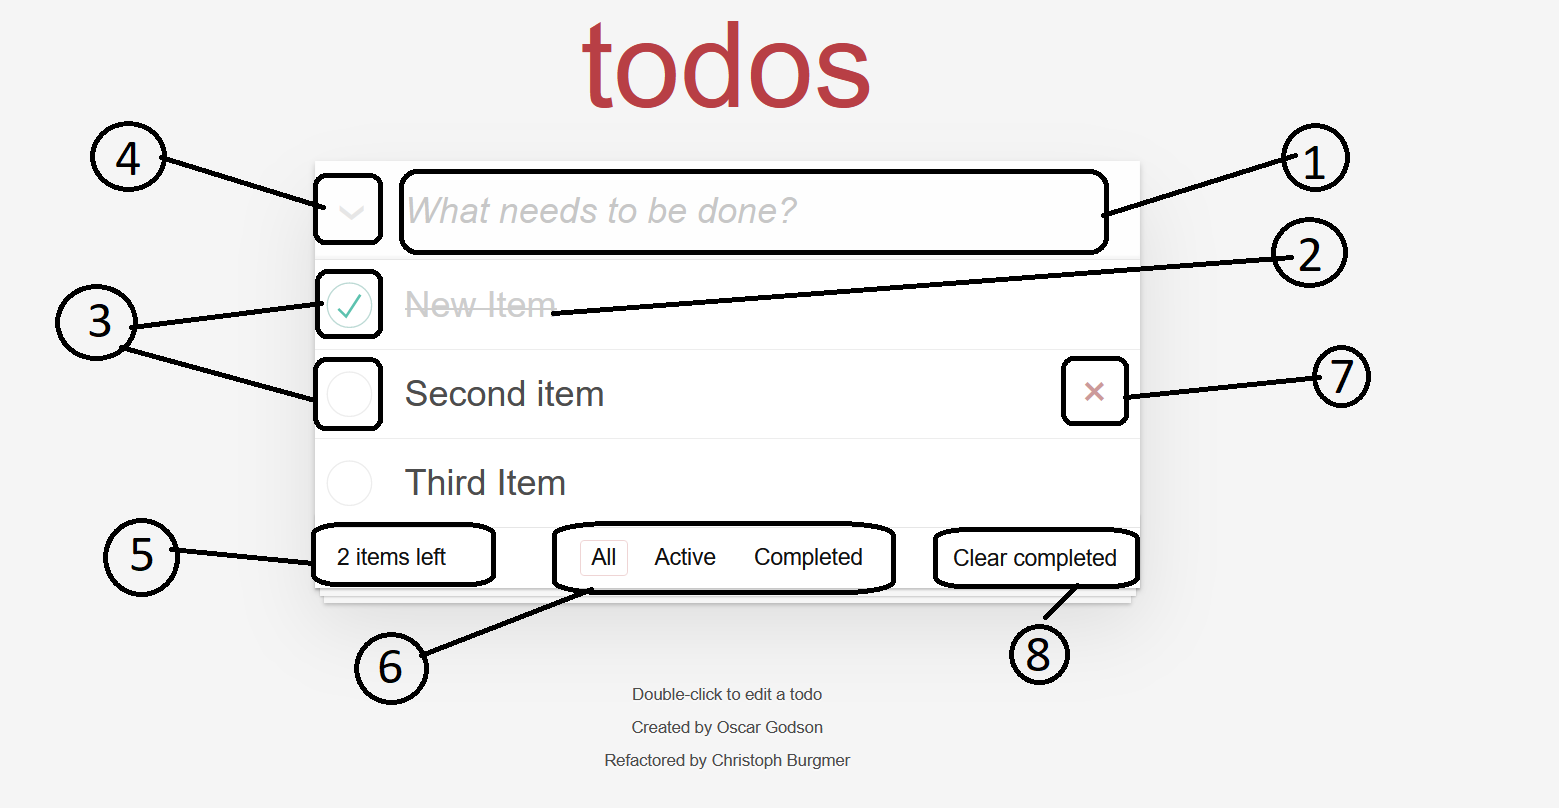 todos
4
What needs to be done?
1
New Item
2
3
Second item
7
Third Item
5
2 items left
All Active Completed
Clear completed
6
8
Double-click to edit a todo
Created by Oscar Godson
Refactored by Christoph Burgmer